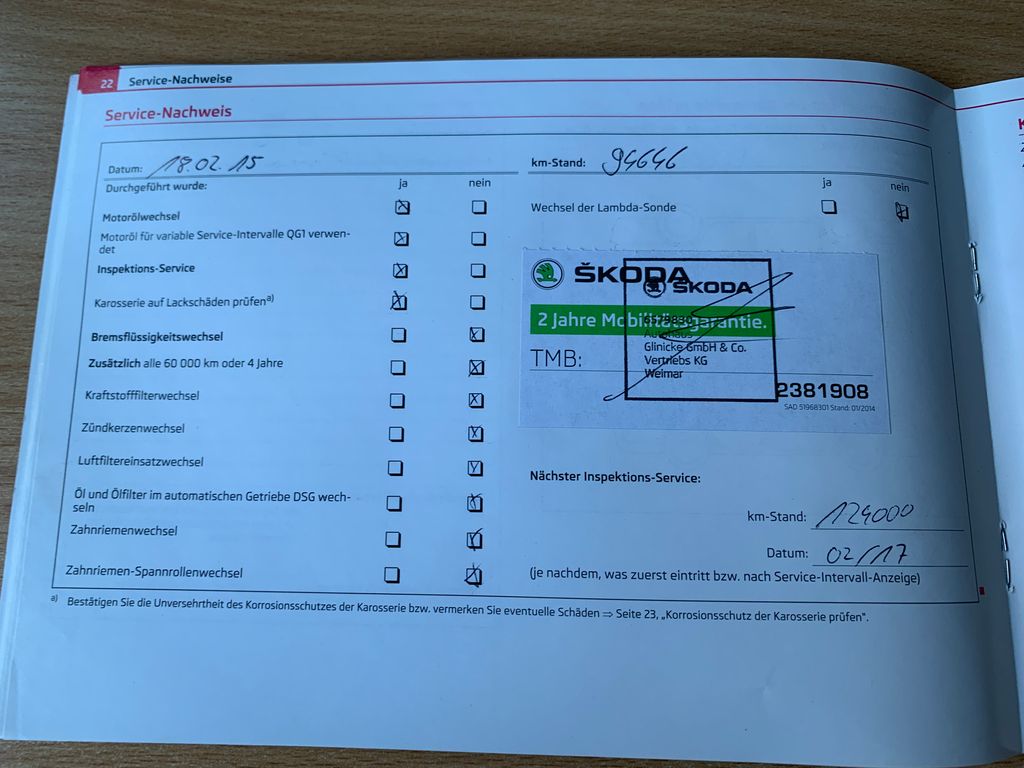 22 Service-Nachweise
Service-Nachweis
Datum: 18.02.15
km-Stand: 94646
Durchgeführt wurde:
ja nein
ja nein
Motorölwechsel
Wechsel der Lambda-Sonde
Motoröl für variable Service-Intervalle QG1 verwen-
det
Inspektions-Service
Karosserie auf Lackschäden prüfen a)
Bremsflüssigkeitswechsel
Zusätzlich alle 60 000 km oder 4 Jahre
Kraftstofffilterwechsel
Zündkerzenwechsel
Luftfiltereinsatzwechsel
Öl und Ölfilter im automatischen Getriebe DSG wech-
seln
Zahnriemenwechsel
Zahnriemen-Spannrollenwechsel
ŠKODA
ŠKODA
2 Jahre Mobilitätsgarantie.
Autohaus
Glinicke GmbH & Co.
Vertriebs KG
Weimar
TMB:
2381908
SAD 51968301 Stand: 01/2014
Nächster Inspektions-Service:
km-Stand: 124000
Datum: 02/17
(je nachdem, was zuerst eintritt bzw. nach Service-Intervall-Anzeige)
a) Bestätigen Sie die Unversehrtheit des Korrosionsschutzes der Karosserie bzw. vermerken Sie eventuelle Schäden ⇒ Seite 23, „Korrosionsschutz der Karosserie prüfen".